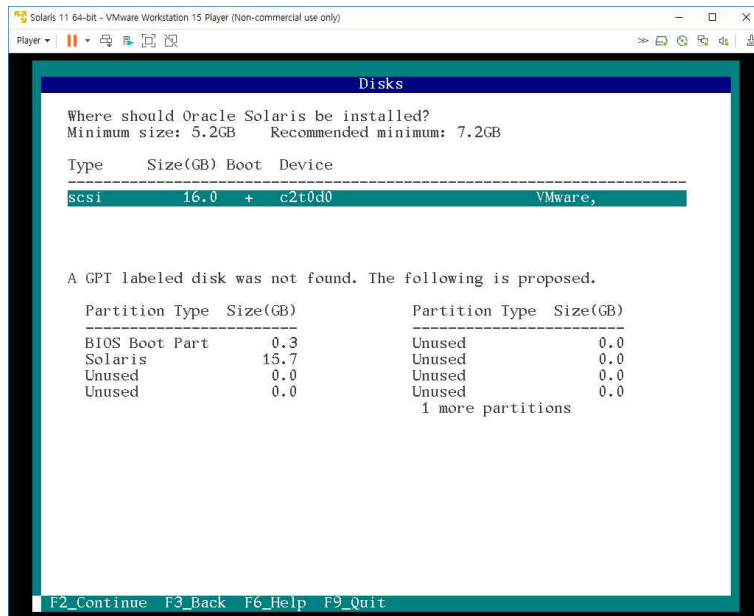 Solaris 11 64-bit - VMware Workstation 15 Player (Non-commercial use only)
Player
Disks
Where should Oracle Solaris be installed?
Minimum size: 5.2GB Recommended minimum: 7.2GB
Type Size(GB) Boot Device
scsi 16.0 + c2t0d0 VMware,
A GPT labeled disk was not found. The following is proposed.
Partition Type Size(GB) Partition Type Size(GB)
BIOS Boot Part 0.3 Unused 0.0
Solaris 15.7 Unused 0.0
Unused 0.0 Unused 0.0
Unused 0.0 Unused 0.0
1 more partitions
F2_Continue F3_Back F6_Help F9_Quit